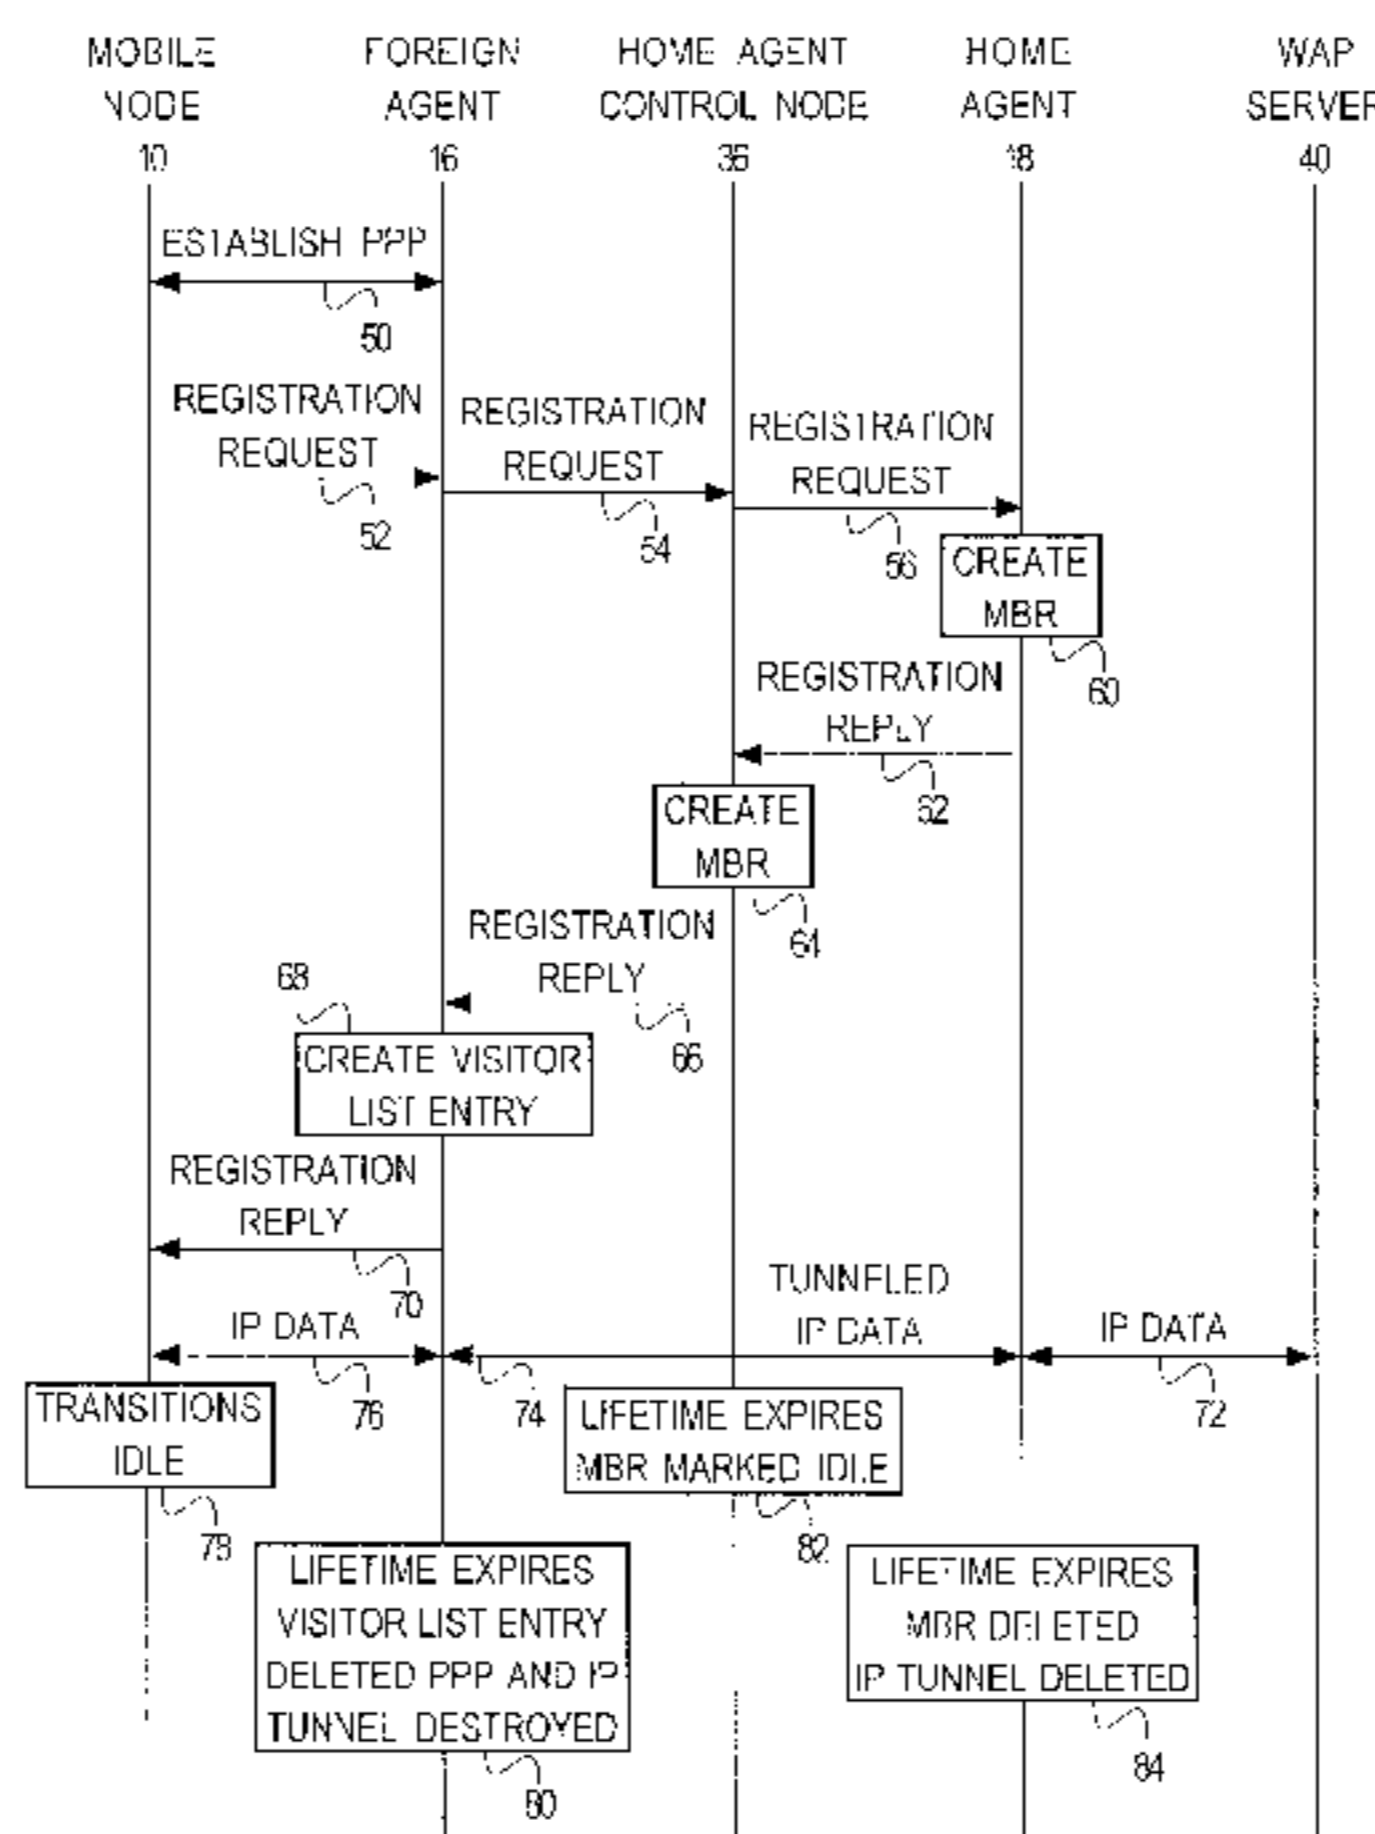 MOBILE
NODE
10
FOREIGN
AGENT
16
HOME AGENT
CONTROL NODE
36
HOME
AGENT
18
WAP
SERVER
40
ESTABLISH PPP
50
REGISTRATION
REQUEST
52
REGISTRATION
REQUEST
54
REGISTRATION
REQUEST
56
CREATE
MBR
60
REGISTRATION
REPLY
62
CREATE
MBR
64
REGISTRATION
REPLY
66
68
CREATE VISITOR
LIST ENTRY
REGISTRATION
REPLY
70
IP DATA
76
TUNNELED
IP DATA
74
IP DATA
72
TRANSITIONS
IDLE
78
LIFETIME EXPIRES
MBR MARKED IDLE
82
LIFETIME EXPIRES
VISITOR LIST ENTRY
DELETED PPP AND IP
TUNNEL DESTROYED
80
LIFETIME EXPIRES
MBR DELETED
IP TUNNEL DELETED
84